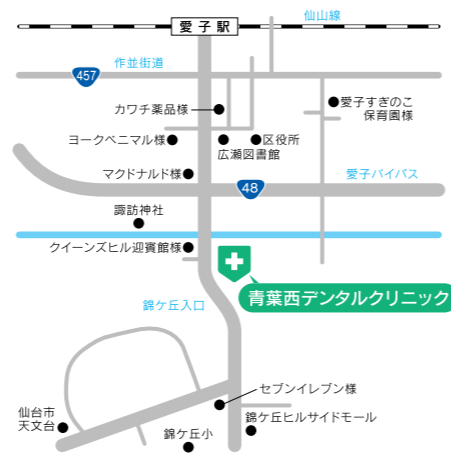 仙山線
愛子駅
作並街道
457
カワチ薬品様
愛子すぎのこ
保育園様
ヨークベニマル様
区役所
広瀬図書館
マクドナルド様
48
愛子バイパス
諏訪神社
クイーンズヒル迎賓館様
青葉西デンタルクリニック
錦ケ丘入口
セブンイレブン様
仙台市
天文台
錦ケ丘ヒルサイドモール
錦ケ丘小